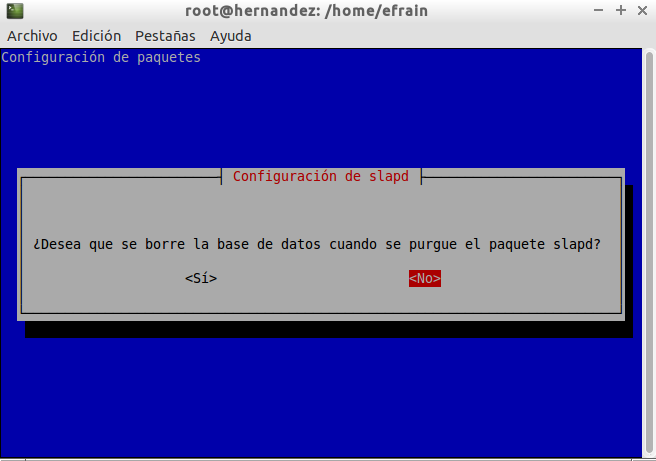 root@hernandez: /home/efrain
Archivo Edición Pestañas Ayuda
Configuración de paquetes
Configuración de slapd
¿Desea que se borre la base de datos cuando se purgue el paquete slapd?
<Sí> <No>